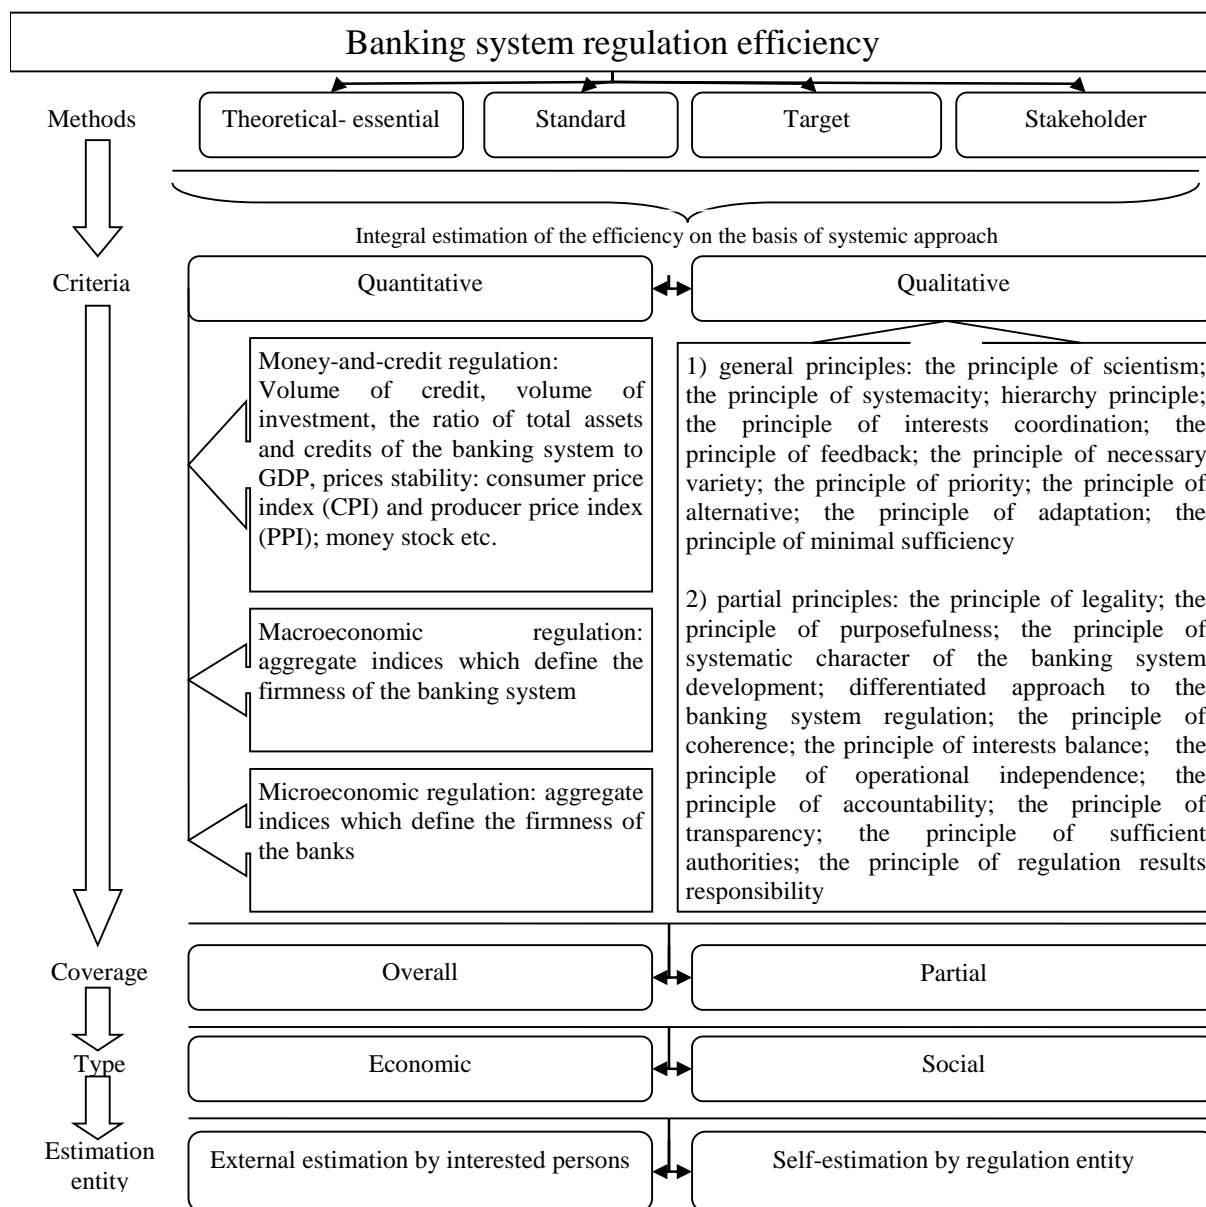 Banking system regulation efficiency
Methods
Theoretical- essential
Standard
Target
Stakeholder
Integral estimation of the efficiency on the basis of systemic approach
Criteria
Quantitative
Qualitative
Money-and-credit regulation:
Volume of credit, volume of
investment, the ratio of total assets
and credits of the banking system to
GDP, prices stability: consumer price
index (CPI) and producer price index
(PPI); money stock etc.
Macroeconomic regulation:
aggregate indices which define the
firmness of the banking system
Microeconomic regulation: aggregate
indices which define the firmness of
the banks
1) general principles: the principle of scientism;
the principle of systemacity; hierarchy principle;
the principle of interests coordination; the
principle of feedback; the principle of necessary
variety; the principle of priority; the principle of
alternative; the principle of adaptation; the
principle of minimal sufficiency
2) partial principles: the principle of legality; the
principle of purposefulness; the principle of
systematic character of the banking system
development; differentiated approach to the
banking system regulation; the principle of
coherence; the principle of interests balance; the
principle of operational independence; the
principle of accountability; the principle of
transparency; the principle of sufficient
authorities; the principle of regulation results
responsibility
Coverage
Overall
Partial
Type
Economic
Social
Estimation
entity
External estimation by interested persons
Self-estimation by regulation entity